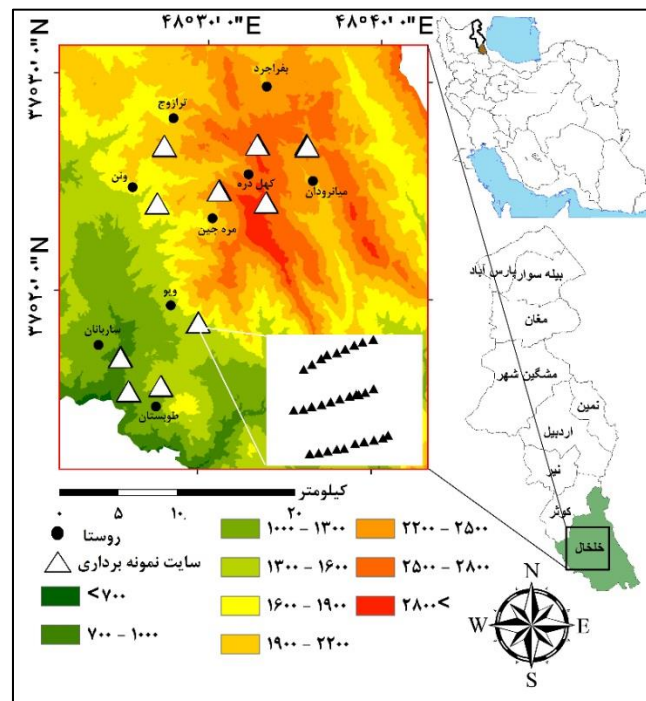 ۴۸°۳۰'۰"E
۴۸°۴۰'۰"E
۳۷°۳۰'۰"N
۳۷°۲۰'۰"N
بفراجرد
ترازوج
ونن
کهل دره
میانرودان
مره جین
ویو
ساربانان
طویستان
پارس آباد
بیله سوار
مغان
مشگین شهر
نمین
اردبیل
نیر
کوثر
خلخال
کیلومتر
۰ ۵ ۱۰ ۲۰
روستا
سایت نمونه برداری
<۷۰۰
۷۰۰ - ۱۰۰۰
۱۰۰۰ - ۱۳۰۰
۱۳۰۰ - ۱۶۰۰
۱۶۰۰ - ۱۹۰۰
۱۹۰۰ - ۲۲۰۰
۲۲۰۰ - ۲۵۰۰
۲۵۰۰ - ۲۸۰۰
۲۸۰۰>
N
W E
S